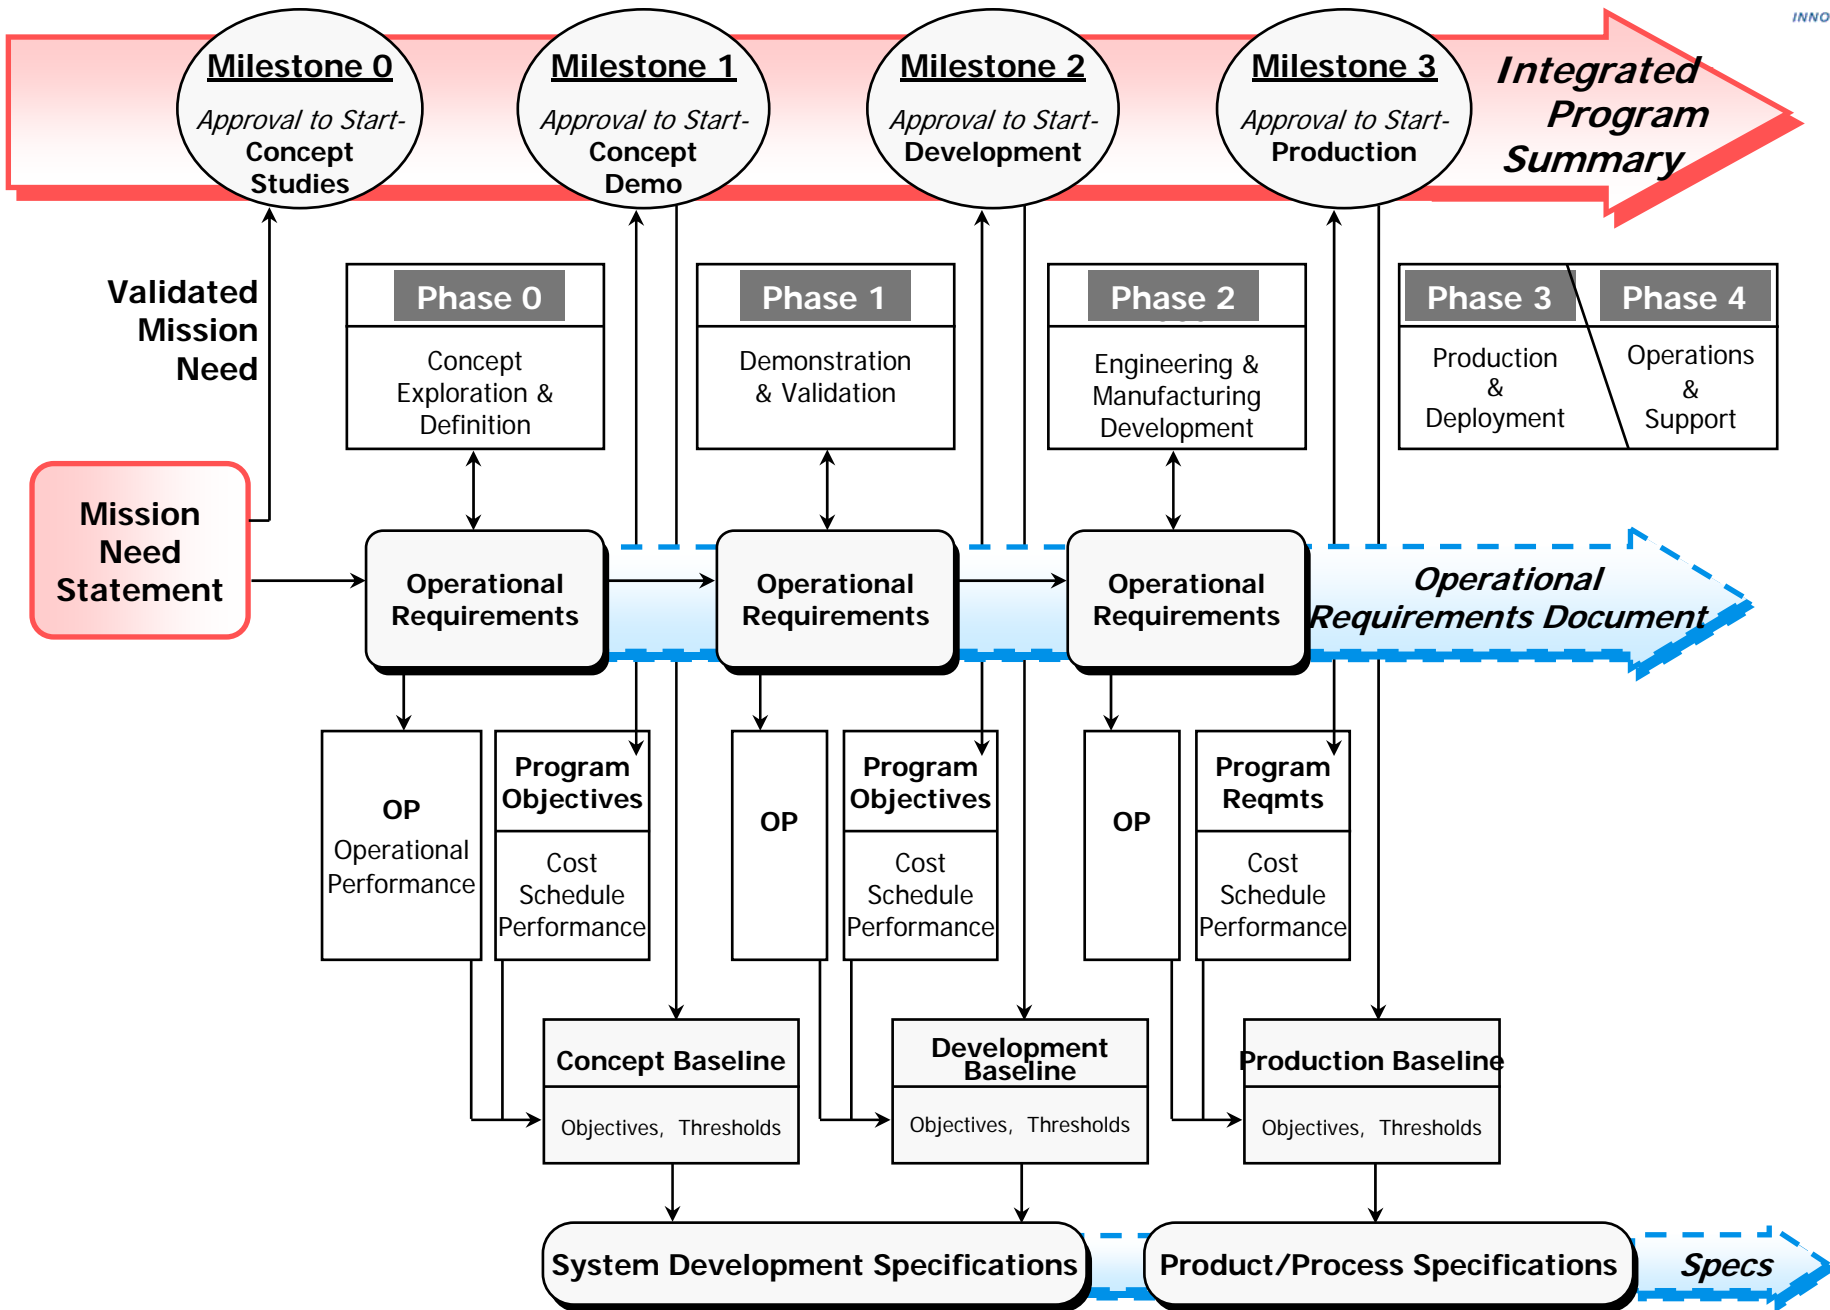 INNO
Milestone 0
Approval to Start-
Concept
Studies
Milestone 1
Approval to Start-
Concept
Demo
Milestone 2
Approval to Start-
Development
Milestone 3
Approval to Start-
Production
Integrated
Program
Summary
Validated
Mission
Need
Phase 0
Concept
Exploration &
Definition
Phase 1
Demonstration
& Validation
Phase 2
Engineering &
Manufacturing
Development
Phase 3
Production
&
Deployment
Phase 4
Operations
&
Support
Mission
Need
Statement
Operational
Requirements
Operational
Requirements
Operational
Requirements
Operational
Requirements Document
OP
Operational
Performance
Program
Objectives
Cost
Schedule
Performance
OP
Program
Objectives
Cost
Schedule
Performance
OP
Program
Reqmts
Cost
Schedule
Performance
Concept Baseline
Objectives, Thresholds
Development
Baseline
Objectives, Thresholds
Production Baseline
Objectives, Thresholds
System Development Specifications
Product/Process Specifications
Specs